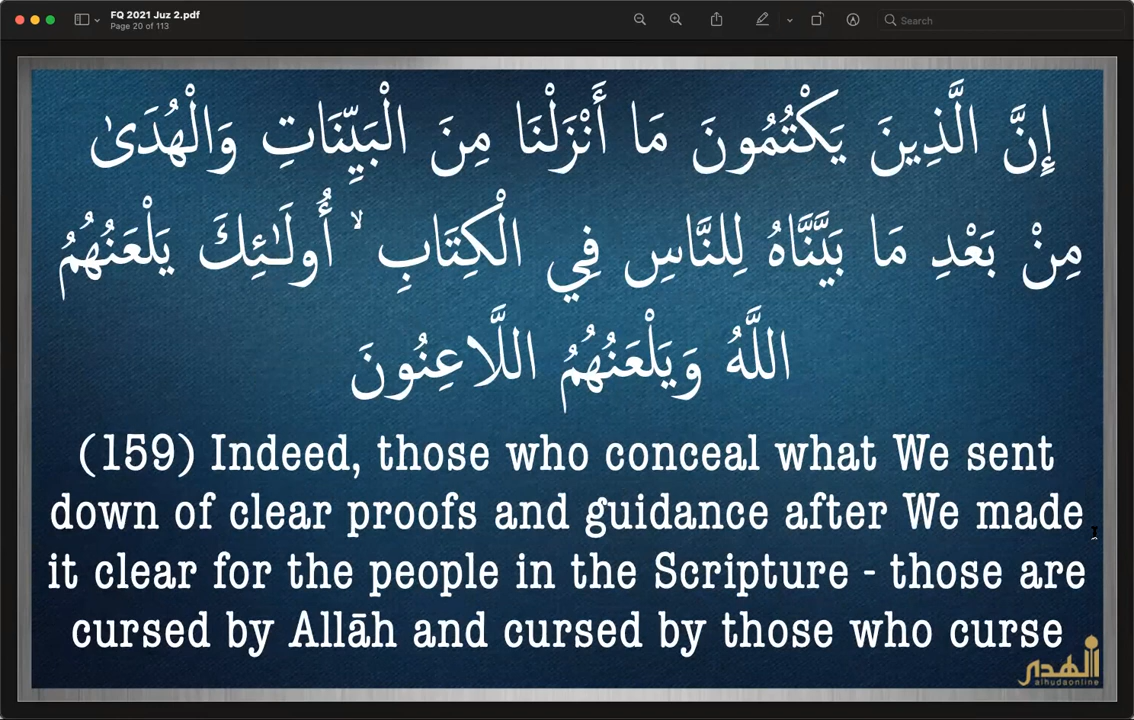 FQ 2021 Juz 2.pdf
Page 20 of 113
Search
إِنَّ الَّذِينَ يَكْتُمُونَ مَا أَنْزَلْنَا مِنَ الْبَيِّنَاتِ وَالْهُدَىٰ
مِنْ بَعْدِ مَا بَيَّنَّاهُ لِلنَّاسِ فِي الْكِتَابِ ۙ أُولَـٰئِكَ يَلْعَنُهُمُ
اللَّهُ وَيَلْعَنُهُمُ اللَّاعِنُونَ
(159) Indeed, those who conceal what We sent
down of clear proofs and guidance after We made
it clear for the people in the Scripture - those are
cursed by Allāh and cursed by those who curse
الهدى
alhudaonline